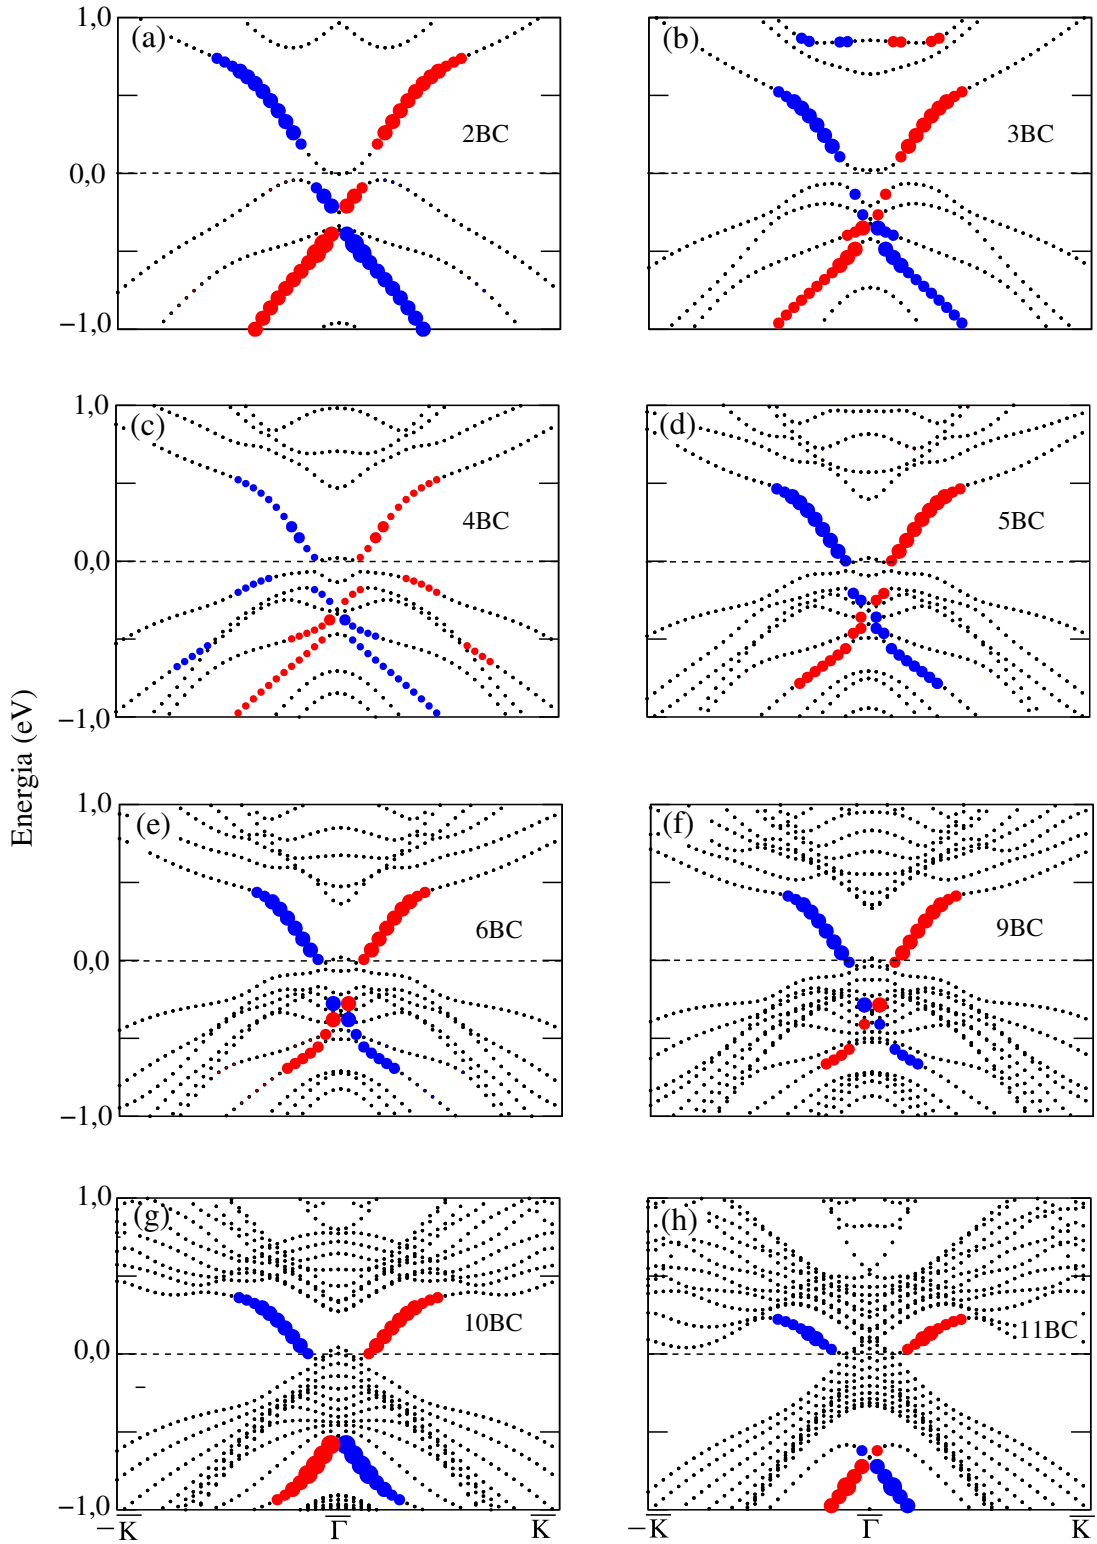 1,0
(a)
(b)
2BC
3BC
0,0
−1,0
1,0
(c)
(d)
4BC
5BC
0,0
−1,0
Energia (eV)
1,0
(e)
(f)
6BC
9BC
0,0
−1,0
1,0
(g)
(h)
10BC
11BC
0,0
−1,0
−K̅ Γ̅ K̅ −K̅ Γ̅ K̅